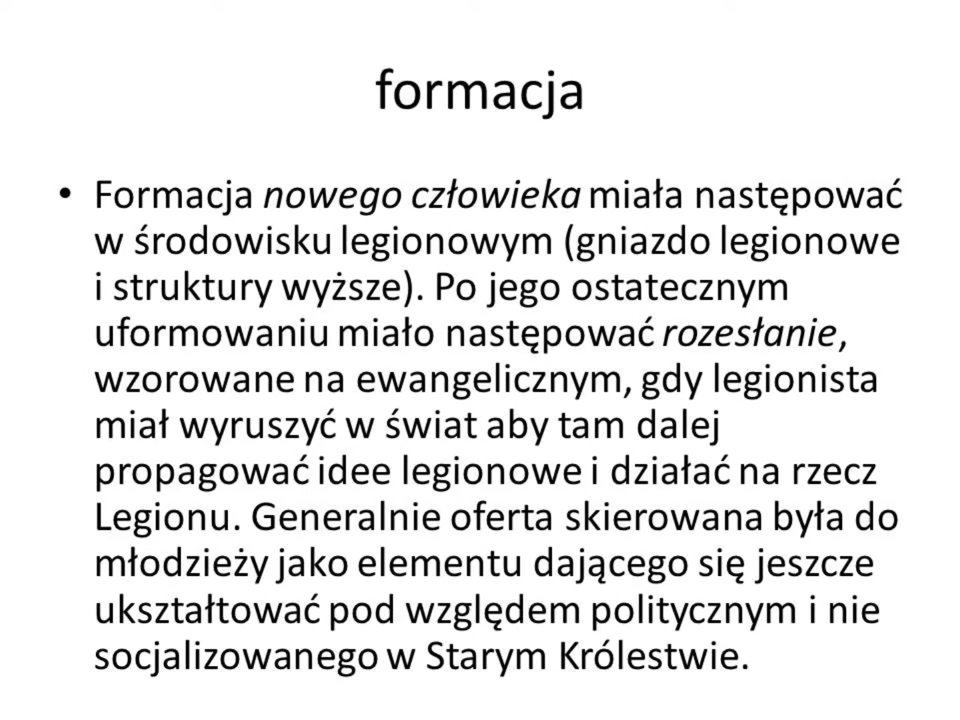 formacja
• Formacja nowego człowieka miała następować
w środowisku legionowym (gniazdo legionowe
i struktury wyższe). Po jego ostatecznym
uformowaniu miało następować rozesłanie,
wzorowane na ewangelicznym, gdy legionista
miał wyruszyć w świat aby tam dalej
propagować idee legionowe i działać na rzecz
Legionu. Generalnie oferta skierowana była do
młodzieży jako elementu dającego się jeszcze
ukształtować pod względem politycznym i nie
socjalizowanego w Starym Królestwie.